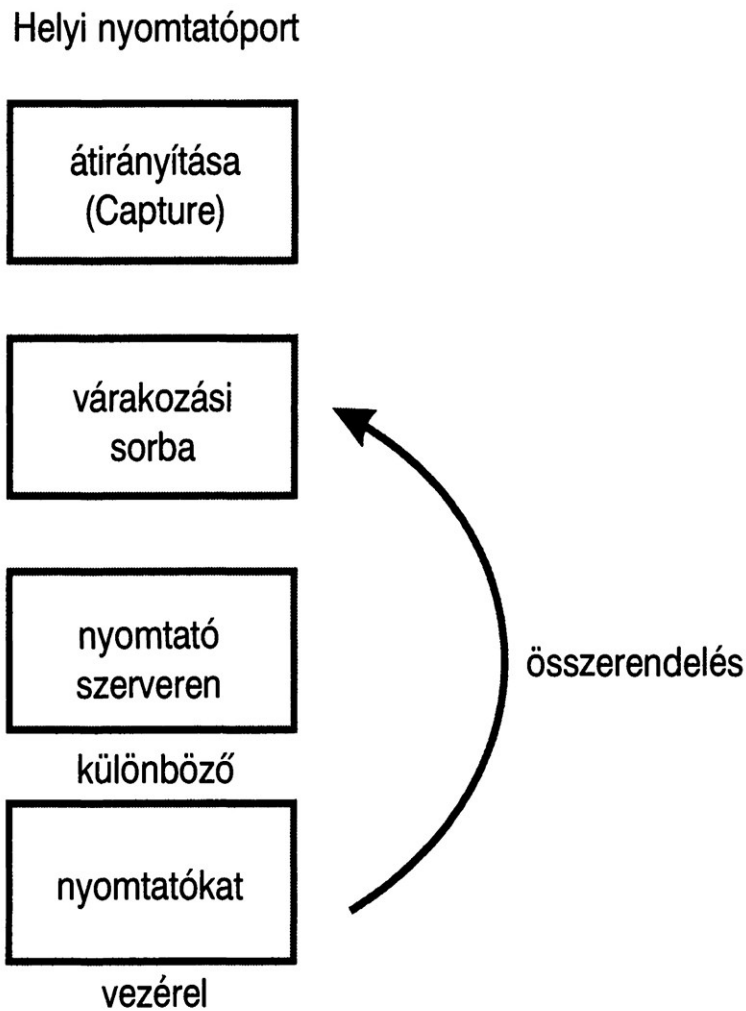 Helyi nyomtatóport
átirányítása
(Capture)
várakozási
sorba
nyomtató
szerveren
összerendelés
különböző
nyomtatókat
vezérel